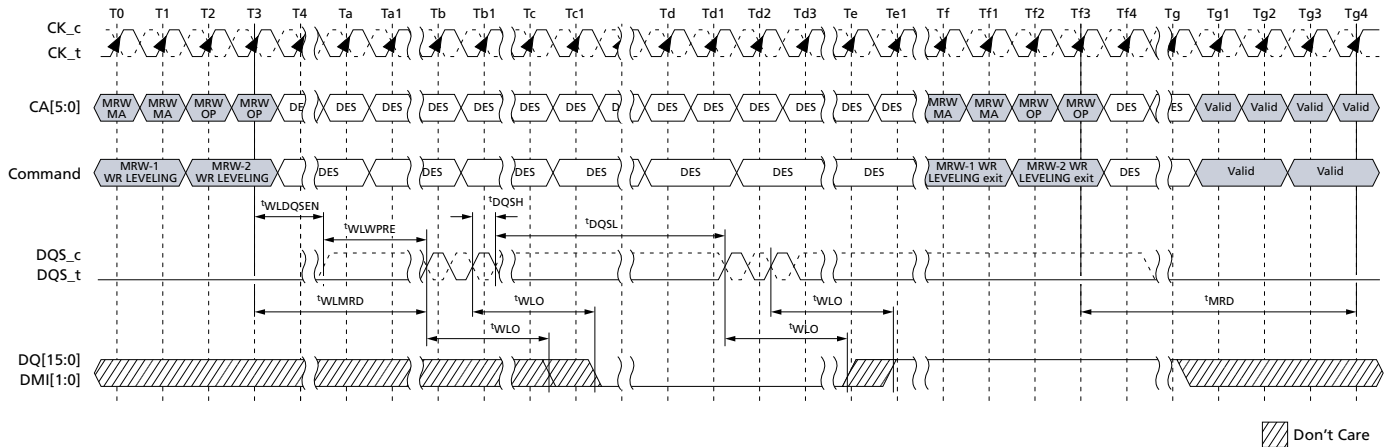 T0 T1 T2 T3 T4 Ta Ta1 Tb Tb1 Tc Tc1 Td Td1 Td2 Td3 Te Te1 Tf Tf1 Tf2 Tf3 Tf4 Tg Tg1 Tg2 Tg3 Tg4
CK_c
CK_t
CA[5:0]
MRW MA
MRW MA
MRW OP
MRW OP
DES DES DES DES DES DES DES DES DES DES DES DES
MRW MA
MRW MA
MRW OP
MRW OP
DES
Valid Valid Valid Valid
Command
MRW-1 WR LEVELING
MRW-2 WR LEVELING
DES DES DES DES DES DES DES
MRW-1 WR LEVELING exit
MRW-2 WR LEVELING exit
DES
Valid Valid
tWLDQSEN
tDQSH
tWLWPRE
tDQSL
DQS_c
DQS_t
tWLMRD
tWLO
tWLO
tMRD
tWLO
tWLO
DQ[15:0]
DMI[1:0]
Don't Care